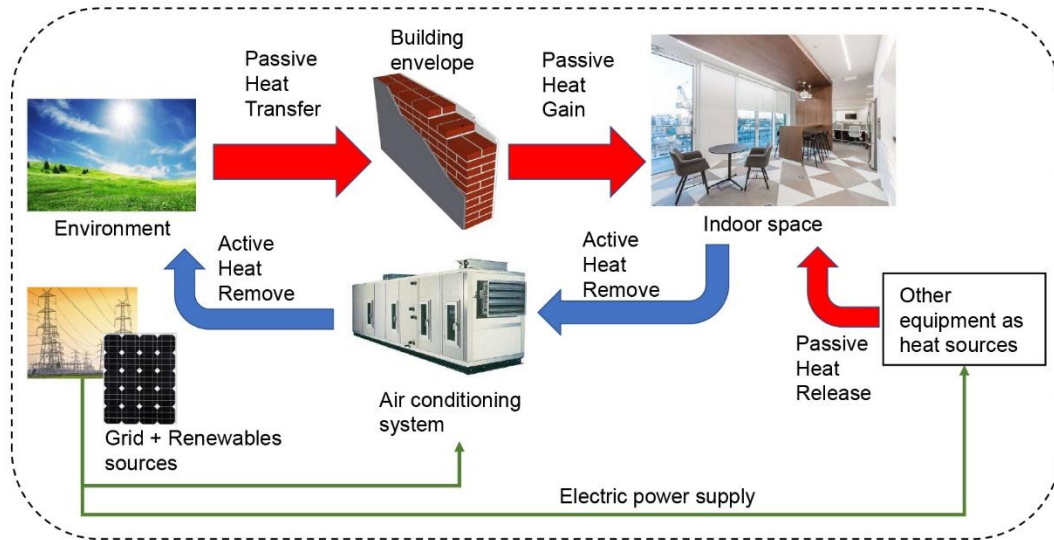 Passive
Heat
Transfer
Building
envelope
Passive
Heat
Gain
Environment
Indoor space
Active
Heat
Remove
Active
Heat
Remove
Other
equipment as
heat sources
Passive
Heat
Release
Air conditioning
system
Grid + Renewables
sources
Electric power supply